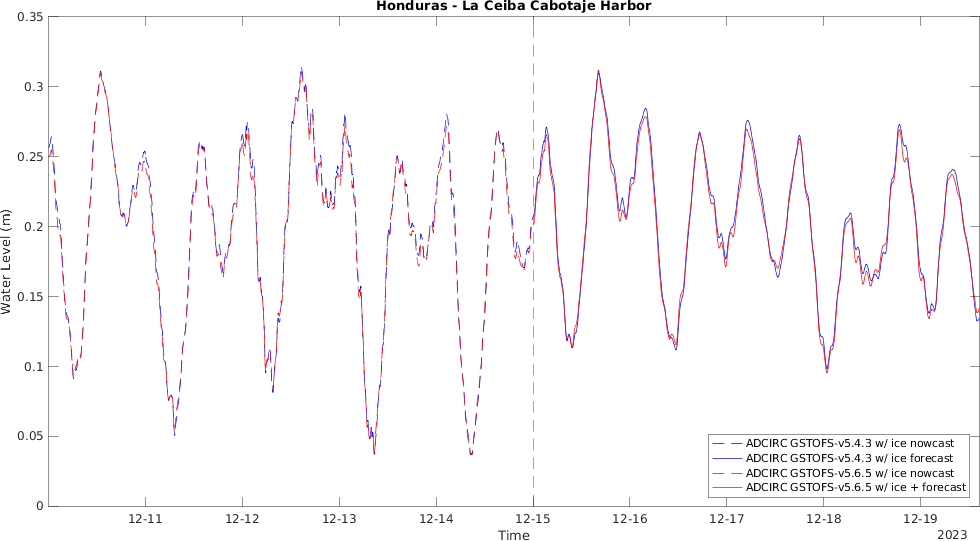 Honduras - La Ceiba Cabotaje Harbor
0.35
0.3
0.25
0.2
0.15
0.1
0.05
0
Water Level (m)
12-11 12-12 12-13 12-14 12-15 12-16 12-17 12-18 12-19
Time
2023
ADCIRC GSTOFS-v5.4.3 w/ ice nowcast
ADCIRC GSTOFS-v5.4.3 w/ ice forecast
ADCIRC GSTOFS-v5.6.5 w/ ice nowcast
ADCIRC GSTOFS-v5.6.5 w/ ice + forecast